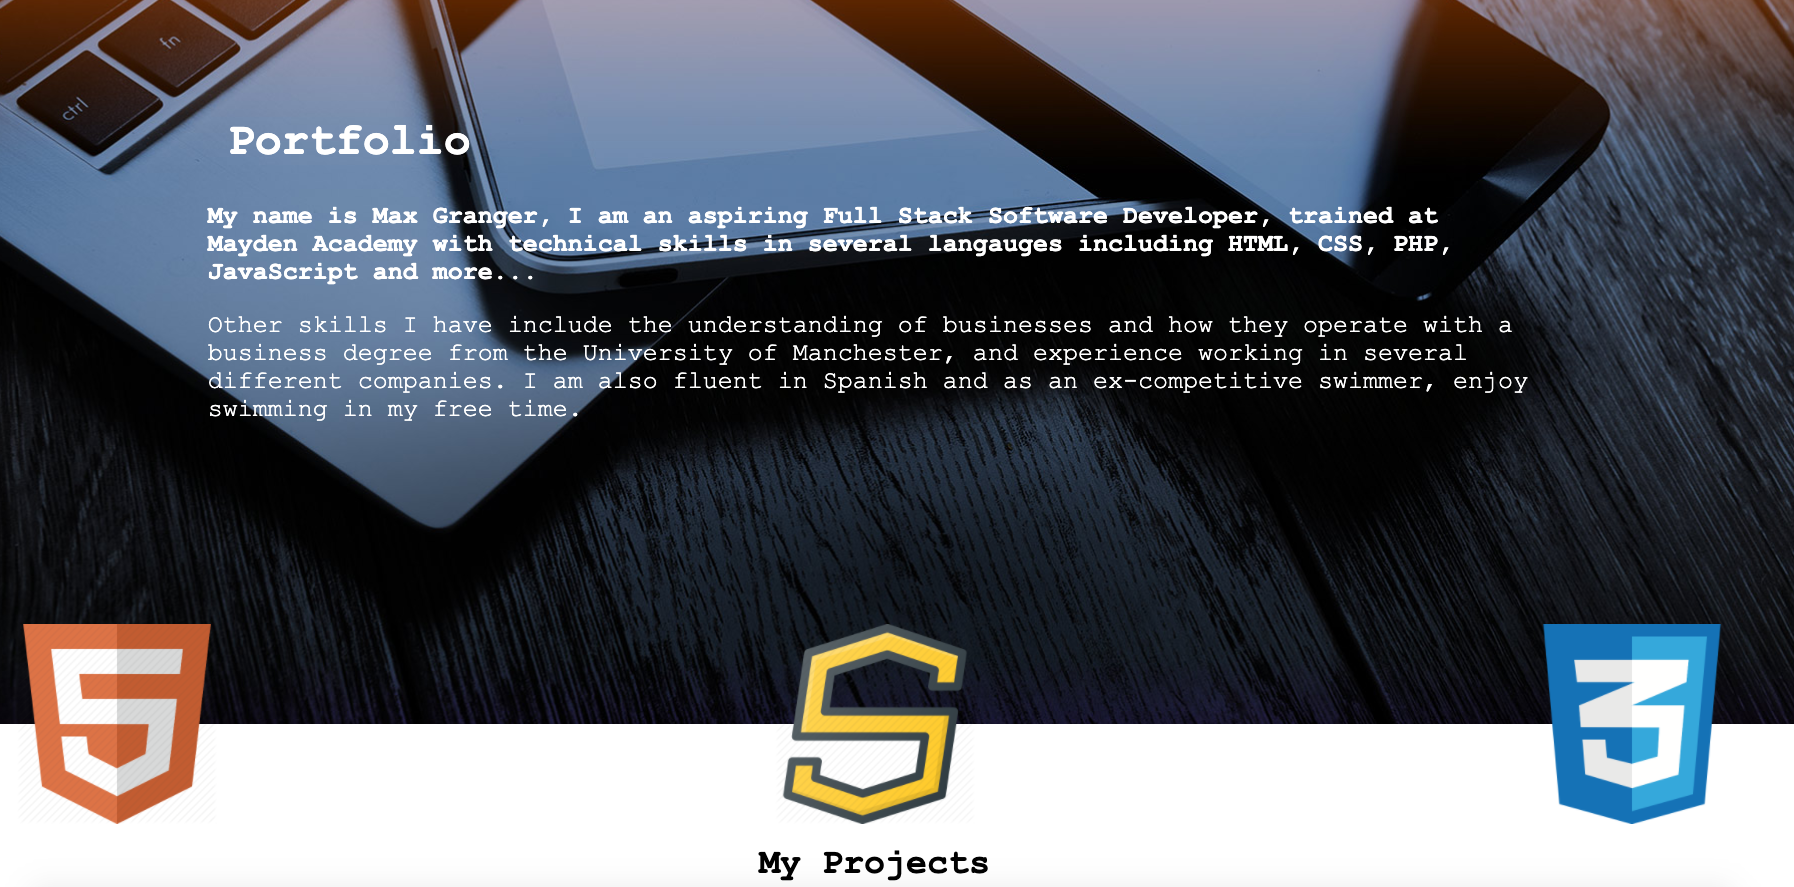 fn
ctrl
Portfolio
My name is Max Granger, I am an aspiring Full Stack Software Developer, trained at
Mayden Academy with technical skills in several langauges including HTML, CSS, PHP,
JavaScript and more...
Other skills I have include the understanding of businesses and how they operate with a
business degree from the University of Manchester, and experience working in several
different companies. I am also fluent in Spanish and as an ex-competitive swimmer, enjoy
swimming in my free time.
5 S 3
My Projects